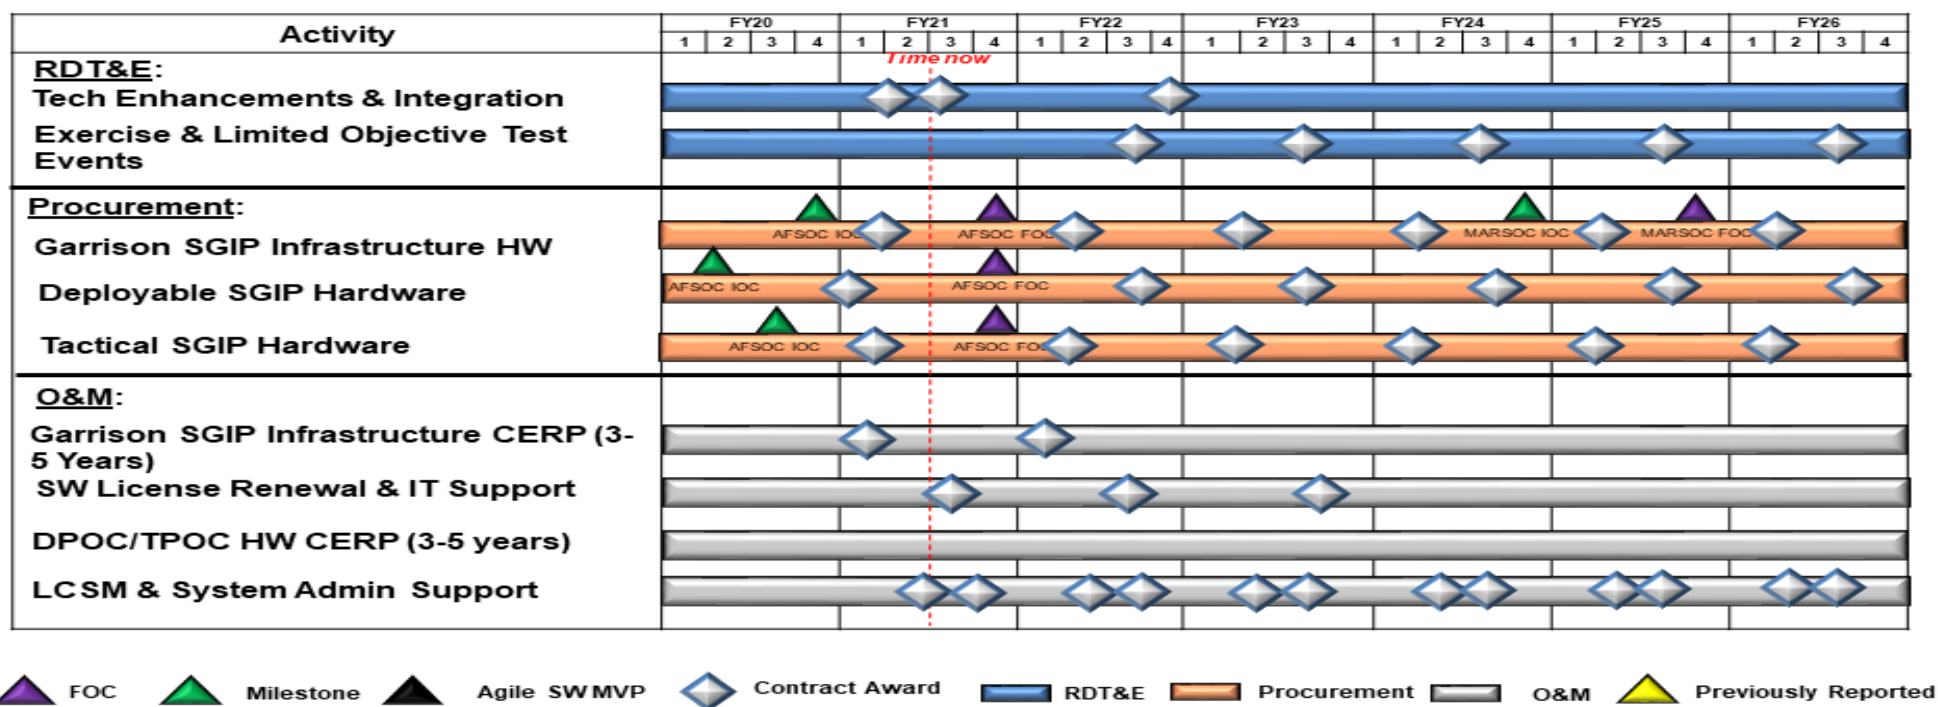 Activity
FY20 FY21 FY22 FY23 FY24 FY25 FY26
1 2 3 4 1 2 3 4 1 2 3 4 1 2 3 4 1 2 3 4 1 2 3 4 1 2 3 4
Time now
RDT&E:
Tech Enhancements & Integration
Exercise & Limited Objective Test
Events
Procurement:
AFSOC IOC AFSOC FOC MARSOC IOC MARSOC FOC
Garrison SGIP Infrastructure HW
AFSOC IOC AFSOC FOC
Deployable SGIP Hardware
Tactical SGIP Hardware
AFSOC IOC AFSOC FO
O&M:
Garrison SGIP Infrastructure CERP (3-
5 Years)
SW License Renewal & IT Support
DPOC/TPOC HW CERP (3-5 years)
LCSM & System Admin Support
FOC Milestone Agile SW MVP Contract Award RDT&E Procurement O&M Previously Reported